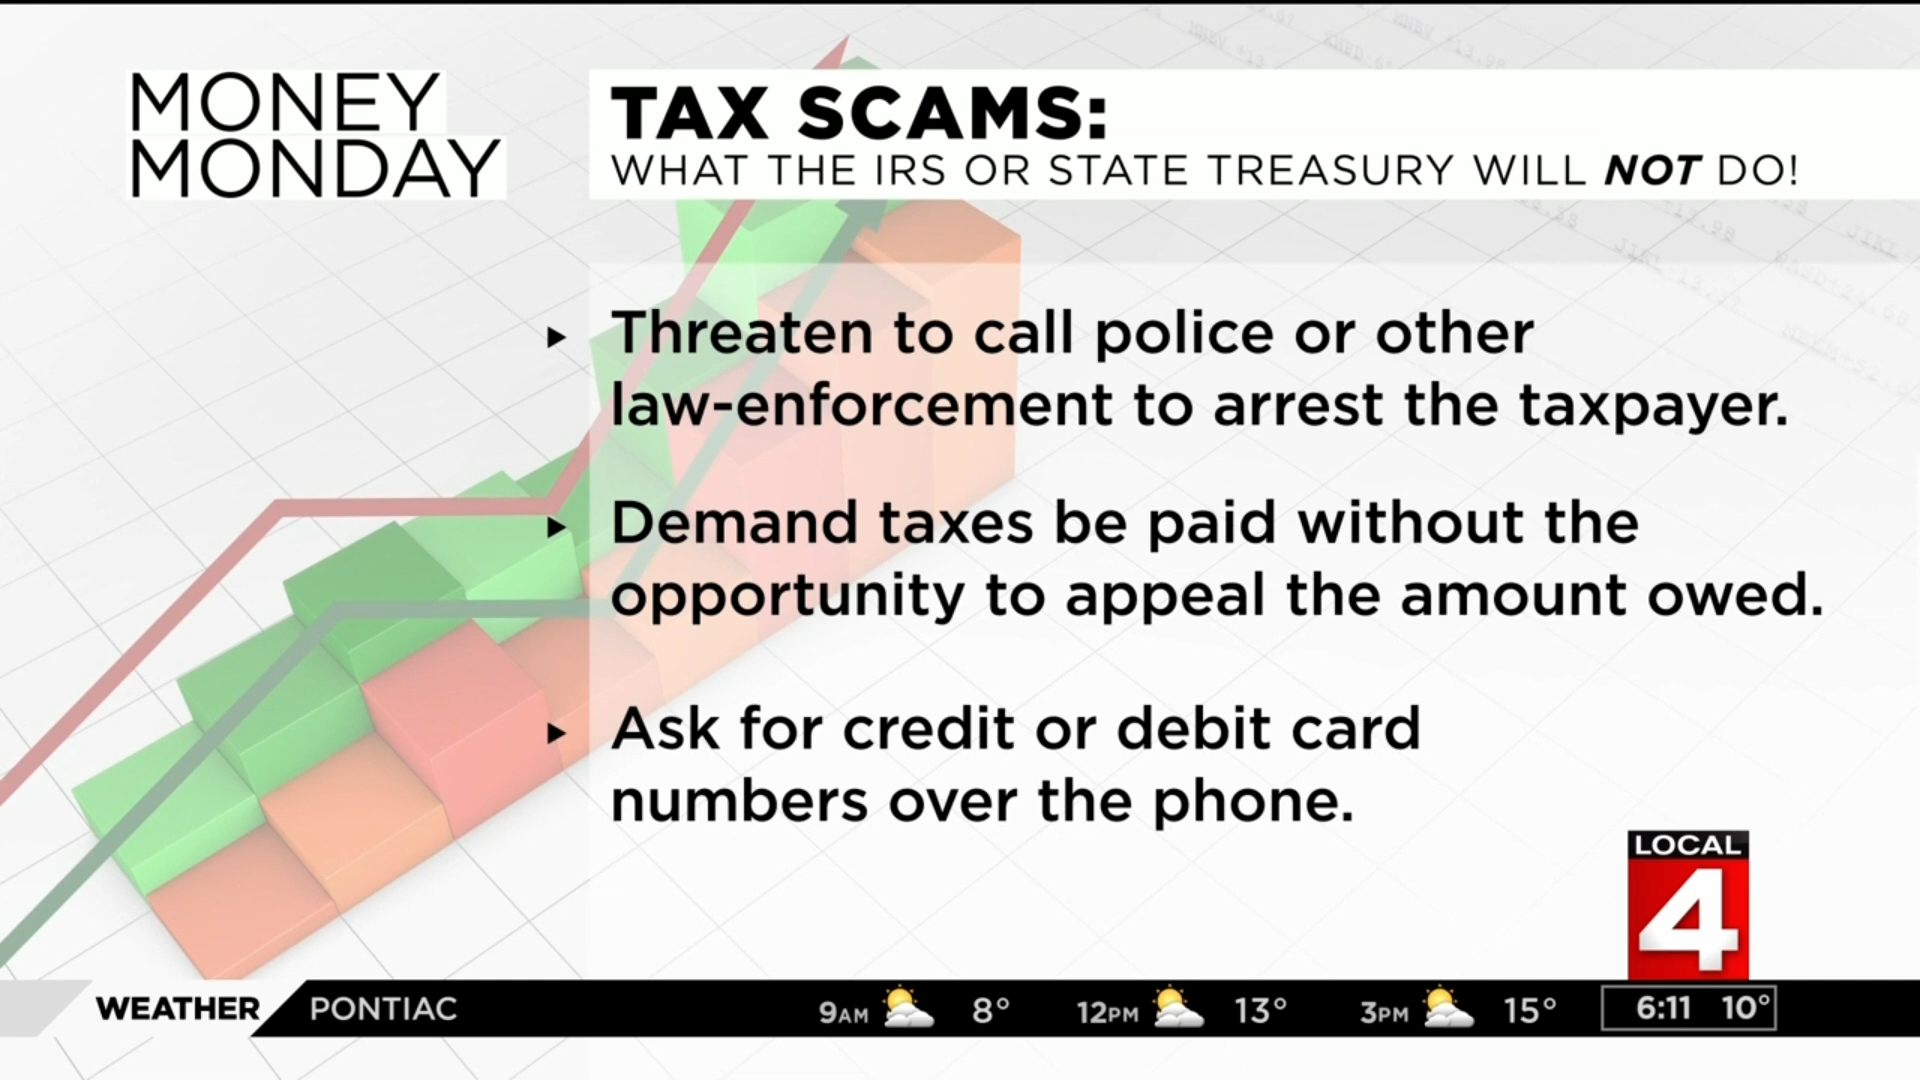 MONEY
MONDAY
TAX SCAMS:
WHAT THE IRS OR STATE TREASURY WILL NOT DO!
▸ Threaten to call police or other
law-enforcement to arrest the taxpayer.
▸ Demand taxes be paid without the
opportunity to appeal the amount owed.
▸ Ask for credit or debit card
numbers over the phone.
LOCAL
4
WEATHER PONTIAC 9AM 8° 12PM 13° 3PM 15° 6:11 10°